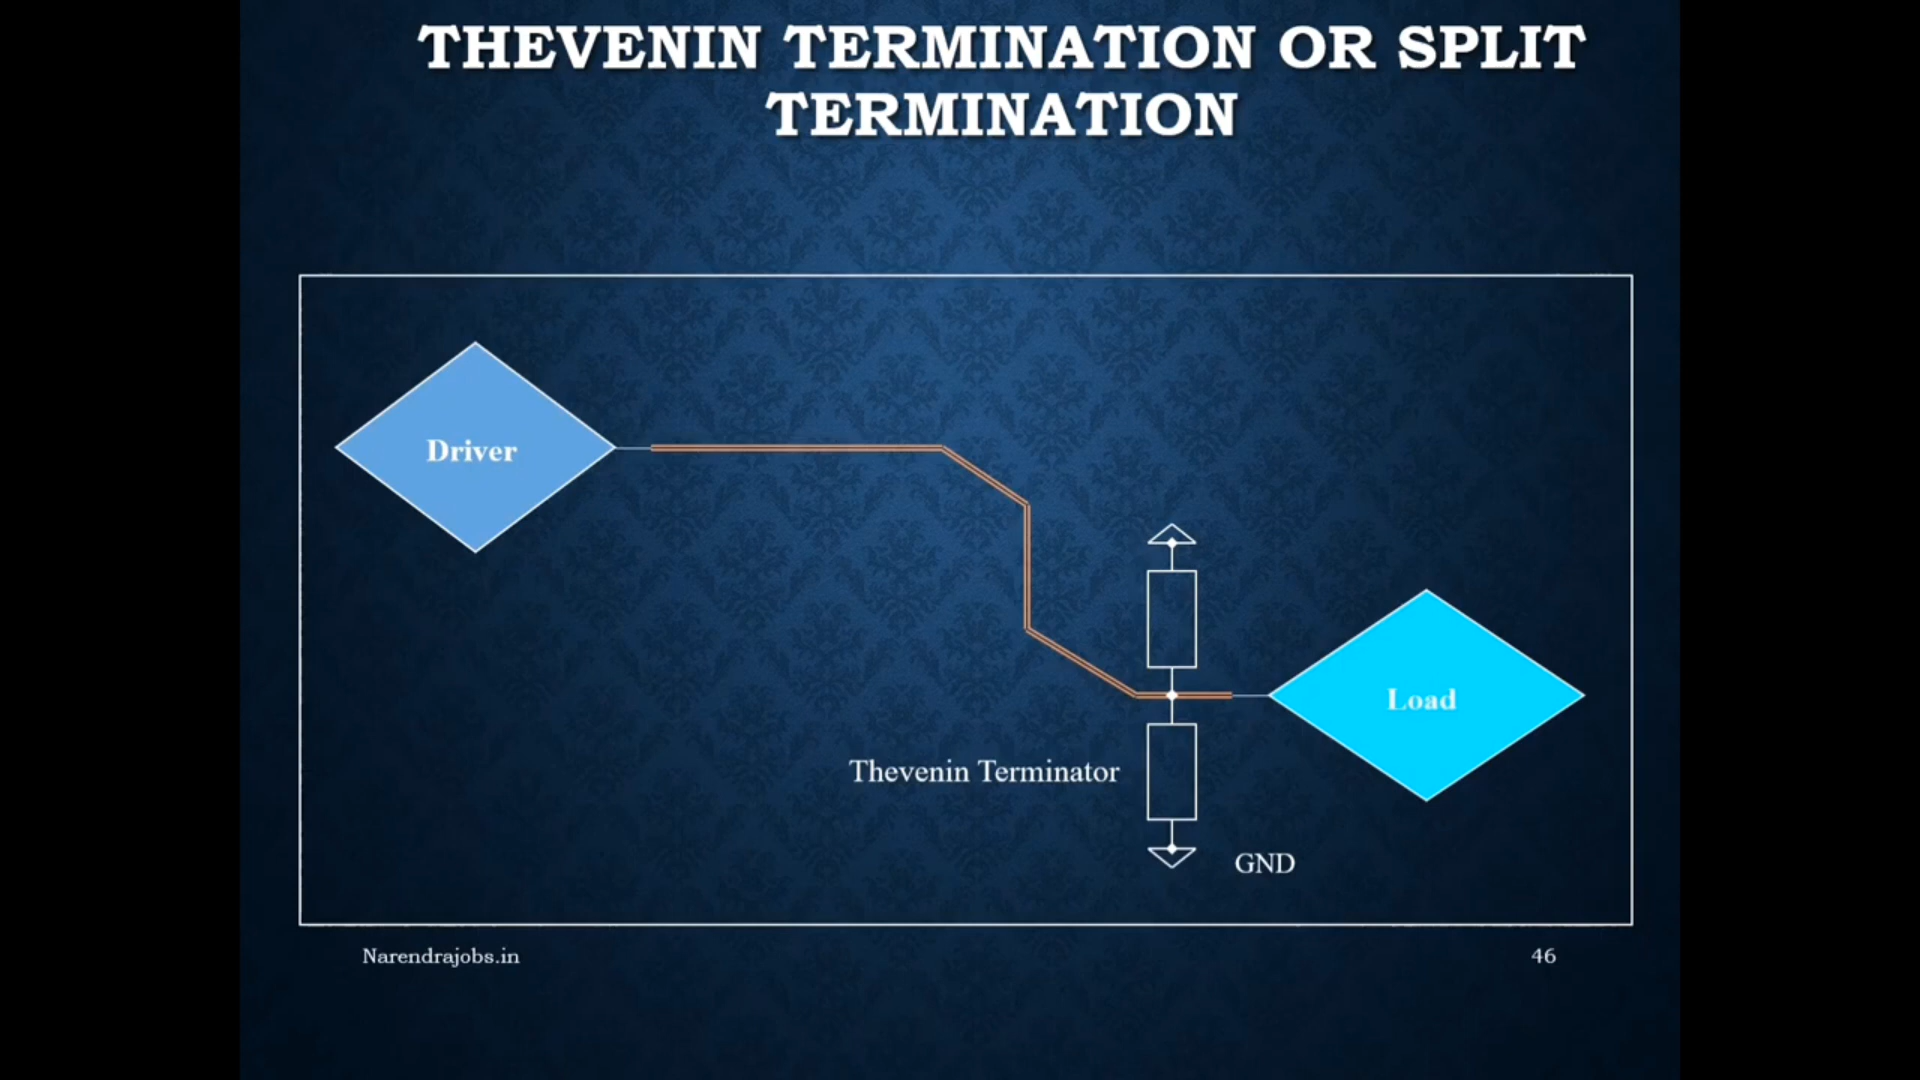 THEVENIN TERMINATION OR SPLIT
TERMINATION
Driver
Load
Thevenin Terminator
GND
Narendrajobs.in
46